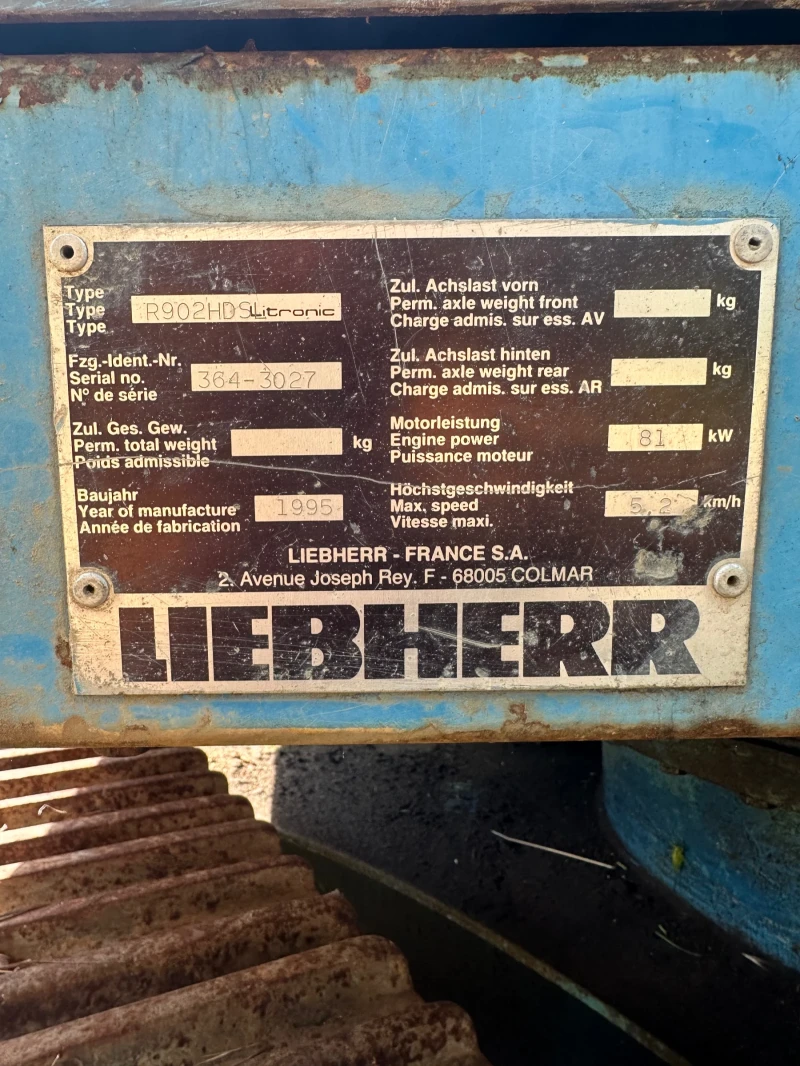 Type
Type
Type
R902HDS Litronic
Fzg.-Ident.-Nr.
Serial no.
N° de série
364-3027
Zul. Ges. Gew.
Perm. total weight
Poids admissible
kg
Baujahr
Year of manufacture
Année de fabrication
1995
Zul. Achslast vorn
Perm. axle weight front
Charge admis. sur ess. AV
kg
Zul. Achslast hinten
Perm. axle weight rear
Charge admis. sur ess. AR
kg
Motorleistung
Engine power
Puissance moteur
81 kW
Höchstgeschwindigkeit
Max. speed
Vitesse maxi.
5,2 km/h
LIEBHERR - FRANCE S.A.
2. Avenue Joseph Rey. F - 68005 COLMAR
LIEBHERR